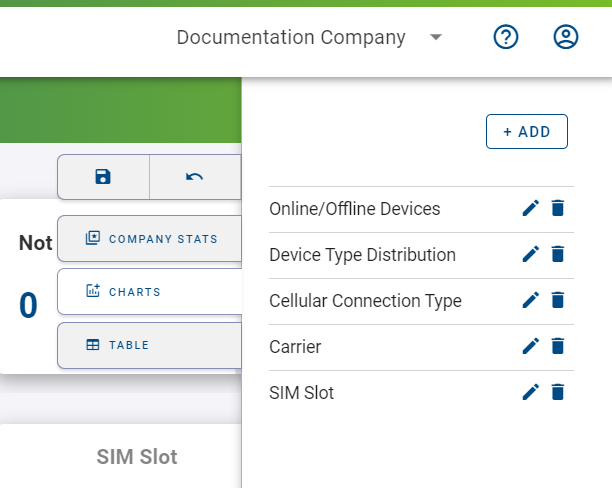 Documentation Company
+ ADD
Not
0
COMPANY STATS
CHARTS
TABLE
Online/Offline Devices
Device Type Distribution
Cellular Connection Type
Carrier
SIM Slot
SIM Slot